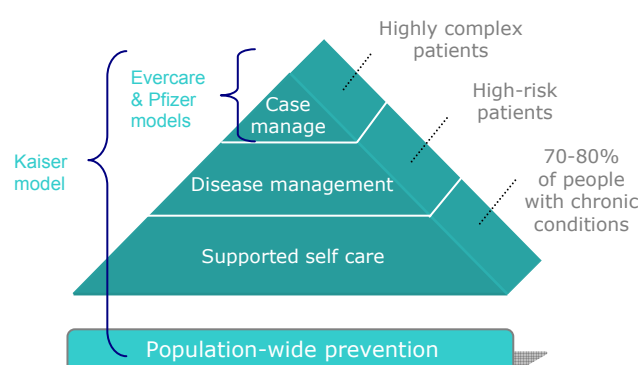 Highly complex
patients
Evercare
& Pfizer
models
Case
manage
High-risk
patients
Kaiser
model
Disease management
70-80%
of people
with chronic
conditions
Supported self care
Population-wide prevention